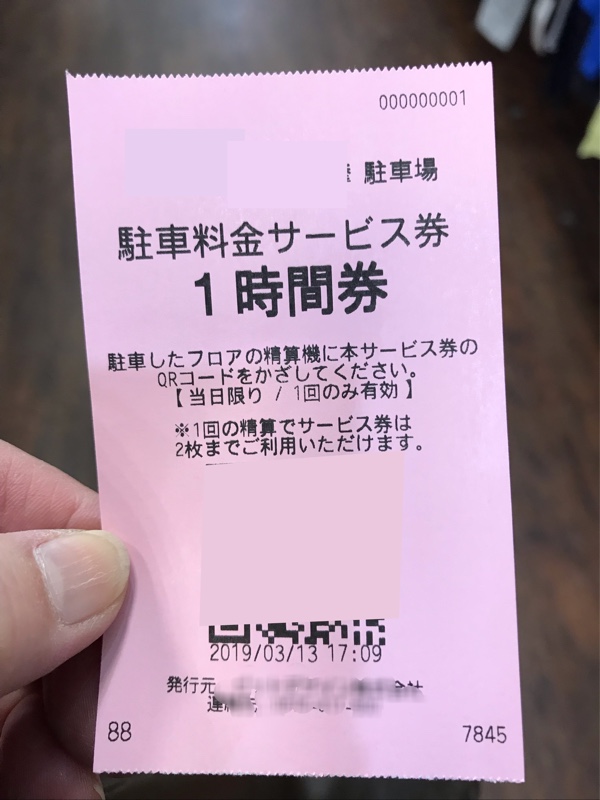 000000001
駐車場
駐車料金サービス券
1時間券
駐車したフロアの精算機に本サービス券の
QRコードをかざしてください。
【 当日限り / 1回のみ有効 】
※1回の精算でサービス券は
2枚までご利用いただけます。
2019/03/13 17:09
発行元
88
7845